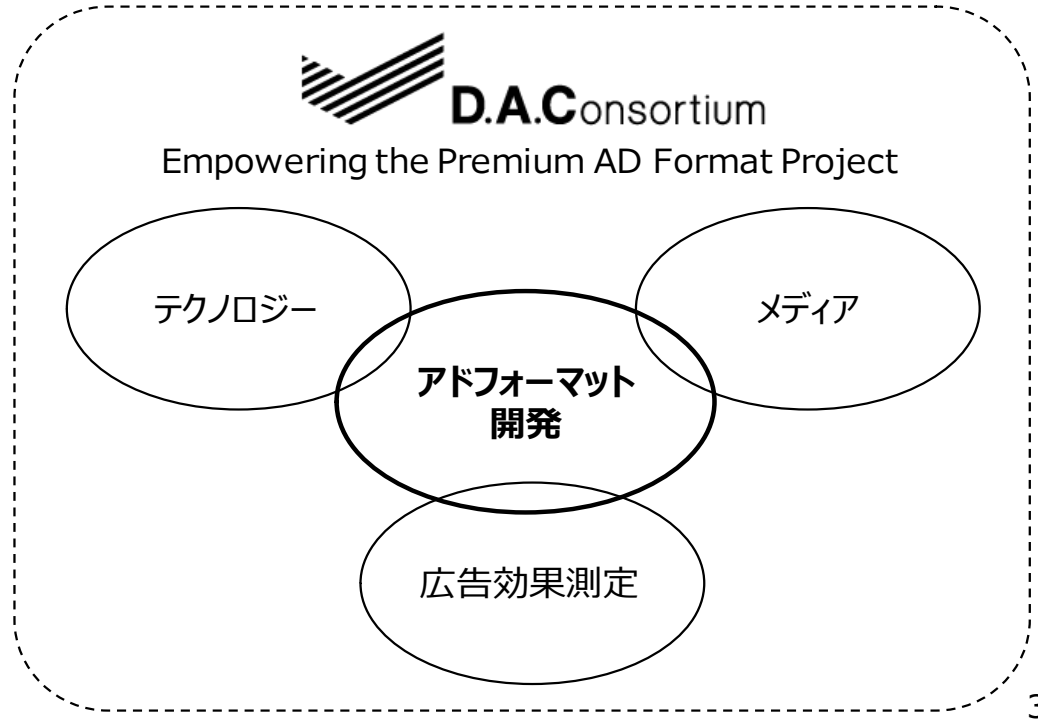 D.A.Consortium
Empowering the Premium AD Format Project
テクノロジー
メディア
アドフォーマット
開発
広告効果測定